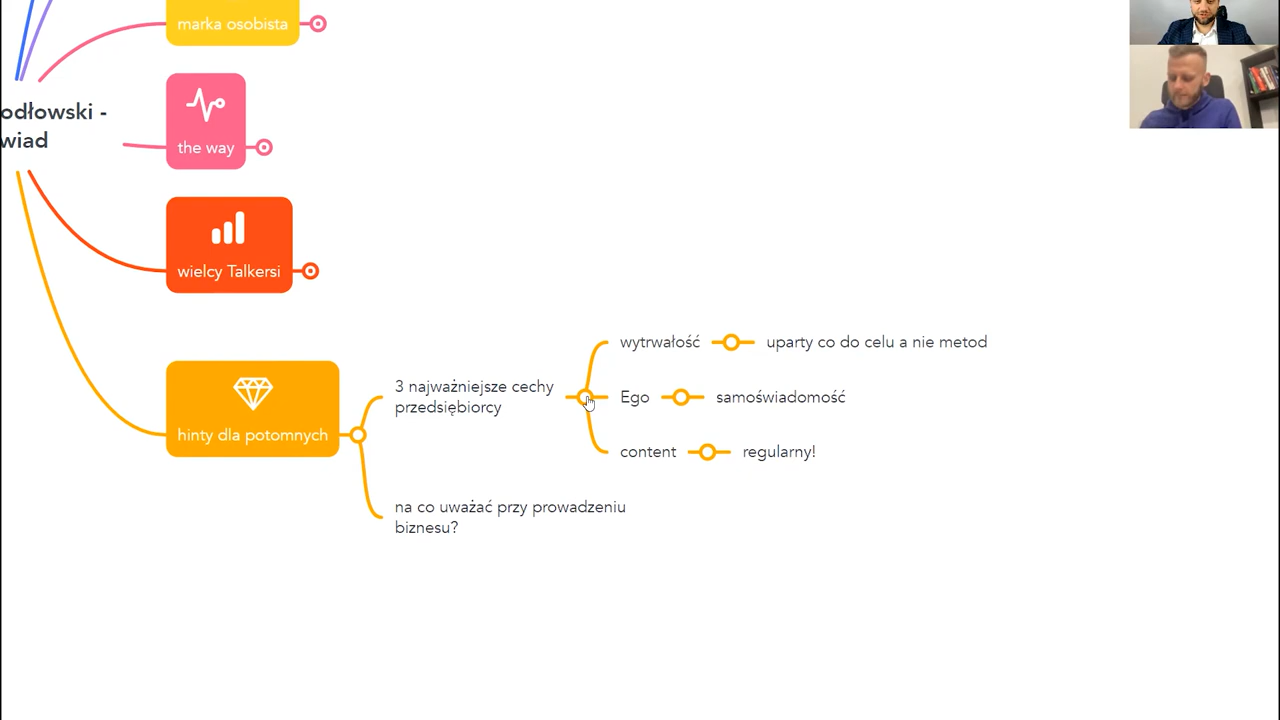 marka osobista
odłowski -
wiad
the way
wielcy Talkersi
hinty dla potomnych
3 najważniejsze cechy
przedsiębiorcy
wytrwałość
uparty co do celu a nie metod
Ego
samoświadomość
content
regularny!
na co uważać przy prowadzeniu
biznesu?